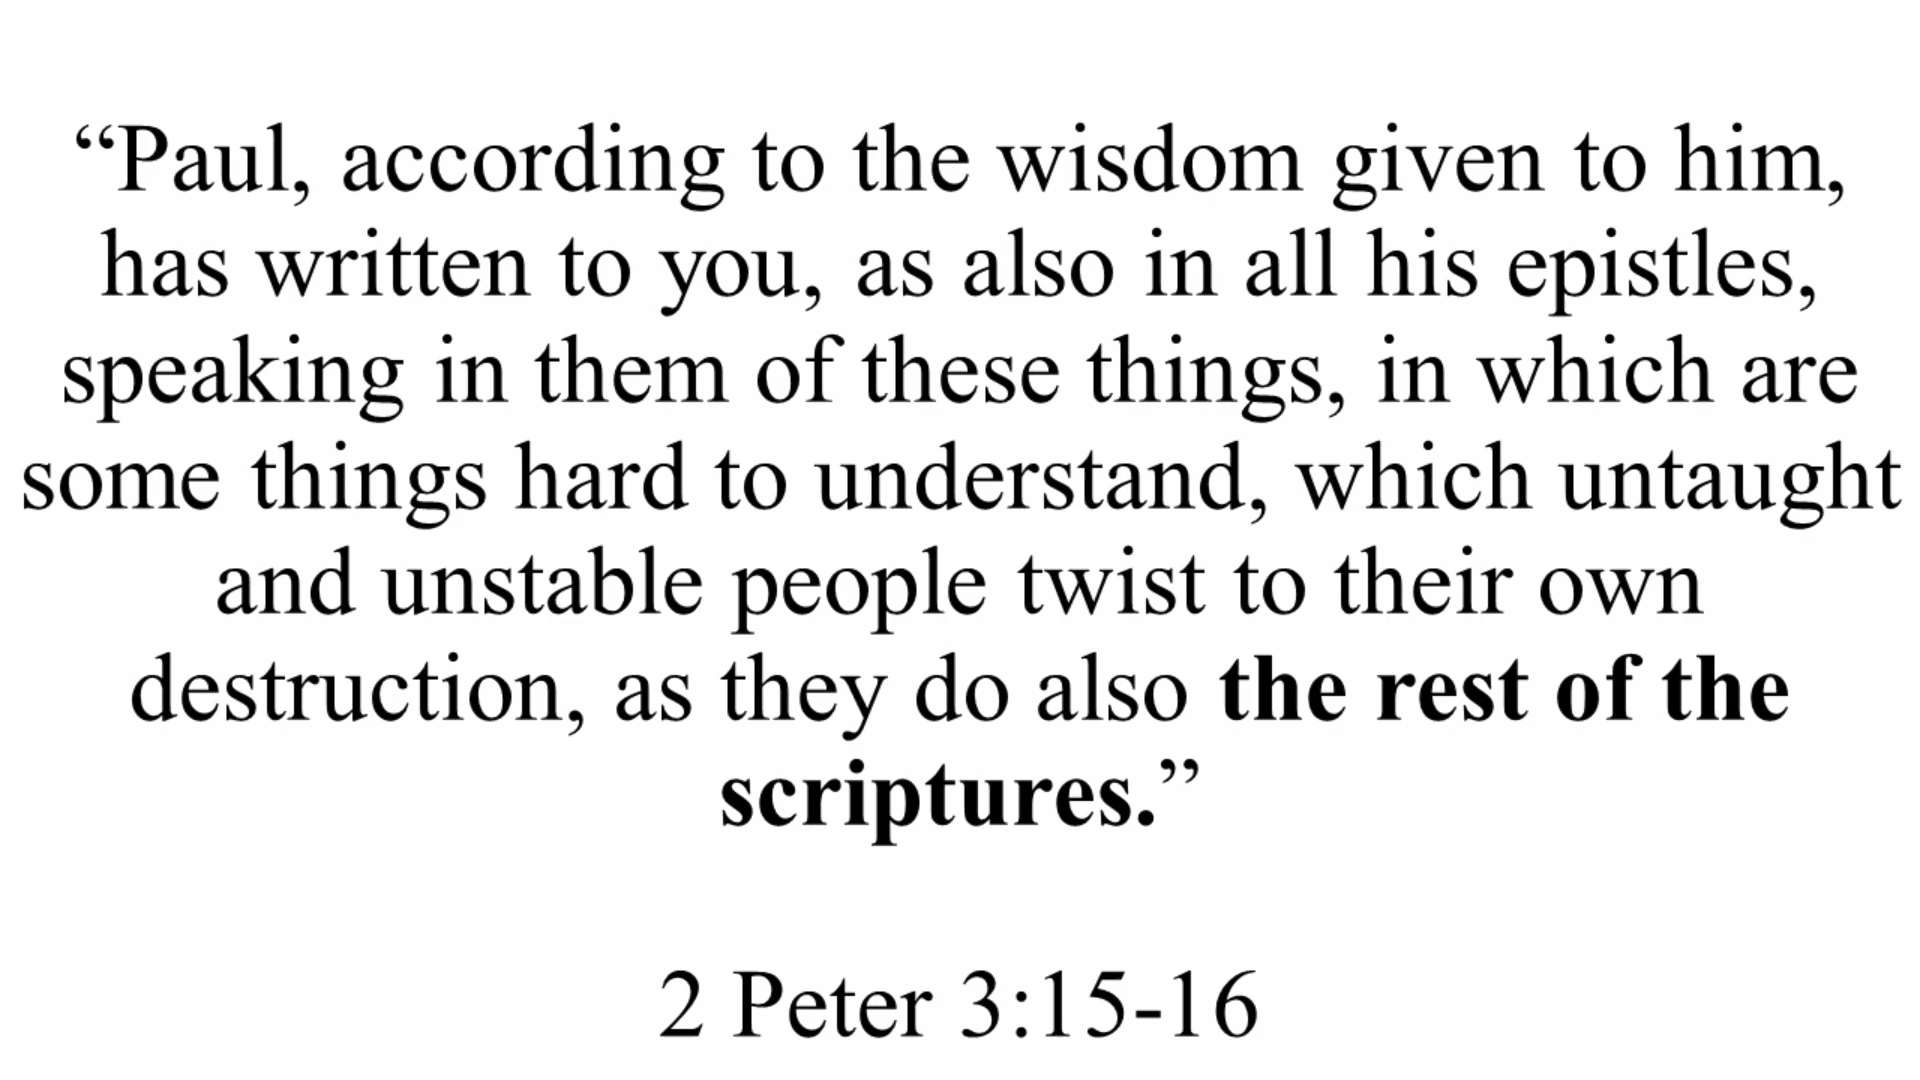 “Paul, according to the wisdom given to him,
has written to you, as also in all his epistles,
speaking in them of these things, in which are
some things hard to understand, which untaught
and unstable people twist to their own
destruction, as they do also the rest of the
scriptures.”
2 Peter 3:15-16